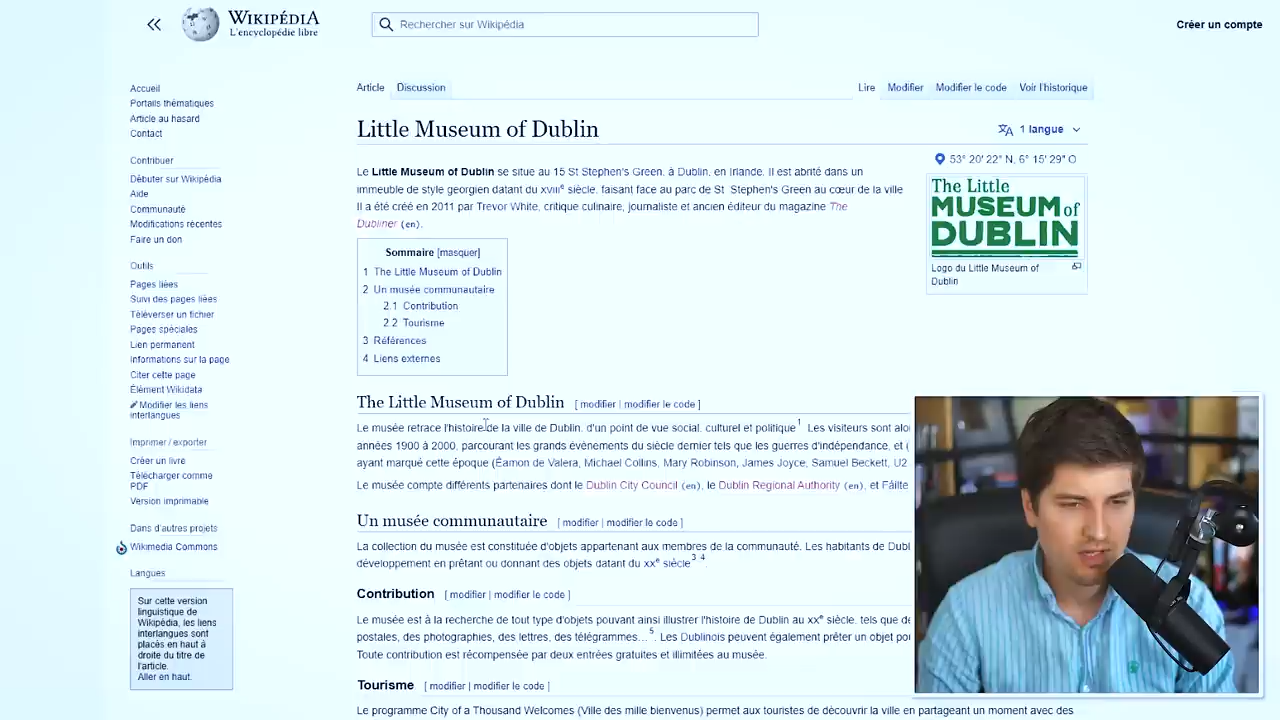 WIKIPÉDIA
L'encyclopédie libre
Rechercher sur Wikipédia
Créer un compte
Accueil
Portails thématiques
Article au hasard
Contact
Contribuer
Débuter sur Wikipédia
Aide
Communauté
Modifications récentes
Faire un don
Outils
Pages liées
Suivi des pages liées
Téléverser un fichier
Pages spéciales
Lien permanent
Informations sur la page
Citer cette page
Élément Wikidata
Modifier les liens
interlangues
Imprimer / exporter
Créer un livre
Télécharger comme
PDF
Version imprimable
Dans d'autres projets
Wikimedia Commons
Langues
Sur cette version
linguistique de
Wikipédia, les liens
interlangues sont
placés en haut à
droite du titre de
l'article.
Aller en haut.
Article Discussion Lire Modifier Modifier le code Voir l'historique
Little Museum of Dublin
1 langue
53° 20′ 22″ N, 6° 15′ 29″ O
Le Little Museum of Dublin se situe au 15 St Stephen's Green, à Dublin, en Irlande. Il est abrité dans un
immeuble de style georgien datant du XVIIIe siècle, faisant face au parc de St Stephen's Green au cœur de la ville
Il a été créé en 2011 par Trevor White, critique culinaire, journaliste et ancien éditeur du magazine The
Dubliner (en).
The Little
MUSEUM of
DUBLIN
Logo du Little Museum of
Dublin
Sommaire [masquer]
1 The Little Museum of Dublin
2 Un musée communautaire
2.1 Contribution
2.2 Tourisme
3 Références
4 Liens externes
The Little Museum of Dublin [ modifier | modifier le code ]
Le musée retrace l'histoire de la ville de Dublin, d'un point de vue social, culturel et politique1. Les visiteurs sont alo
années 1900 à 2000, parcourant les grands évènements du siècle dernier tels que les guerres d'indépendance, et (
ayant marqué cette époque (Éamon de Valera, Michael Collins, Mary Robinson, James Joyce, Samuel Beckett, U2
Le musée compte différents partenaires dont le Dublin City Council (en), le Dublin Regional Authority (en), et Fáilte
Un musée communautaire [ modifier | modifier le code ]
La collection du musée est constituée d'objets appartenant aux membres de la communauté. Les habitants de Dubl
développement en prêtant ou donnant des objets datant du XXe siècle3 4.
Contribution [ modifier | modifier le code ]
Le musée est à la recherche de tout type d'objets pouvant ainsi illustrer l'histoire de Dublin au XXe siècle, tels que de
postales, des photographies, des lettres, des télégrammes...5. Les Dublinois peuvent également prêter un objet pou
Toute contribution est récompensée par deux entrées gratuites et illimitées au musée.
Tourisme [ modifier | modifier le code ]
Le programme City of a Thousand Welcomes (Ville des mille bienvenus) permet aux touristes de découvrir la ville en partageant un moment avec des